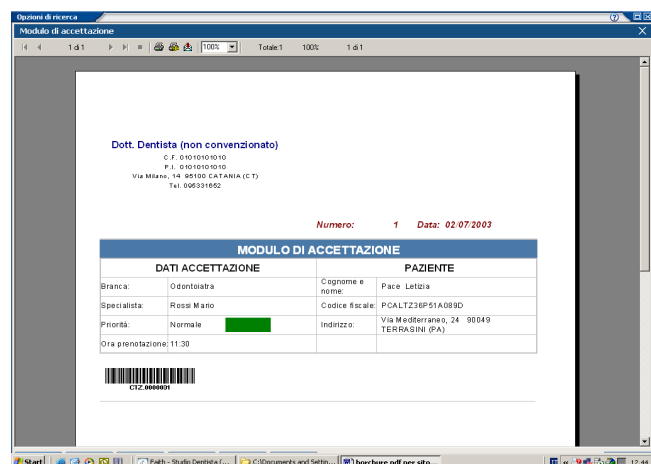 Opzioni di ricerca
Modulo di accettazione
1 di 1 100% Totale:1 100% 1 di 1
Dott. Dentista (non convenzionato)
C.F. 01010101010
P.I. 01010101010
Via Milano, 14 95100 CATANIA (CT)
Tel. 095331652
Numero: 1 Data: 02/07/2003
MODULO DI ACCETTAZIONE
DATI ACCETTAZIONE PAZIENTE
Branca: Odontoiatra Cognome e nome: Pace Letizia
Specialista: Rossi Mario Codice fiscale: PCALTZ36P51A089D
Priorità: Normale Indirizzo: Via Mediterraneo, 24 90049
TERRASINI (PA)
Ora prenotazione: 11:30
CTZ.0000001
Start Faith - Studio Dentista (... C:\Documents and Settin... borchure pdf per sito... 12.44